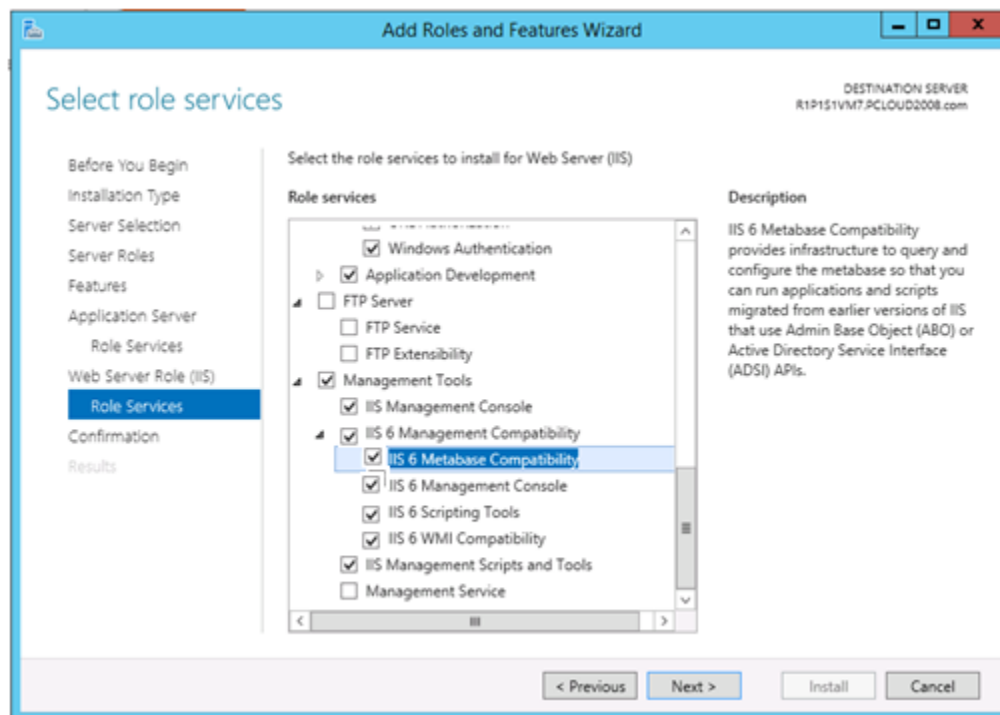 Add Roles and Features Wizard
Select role services
DESTINATION SERVER
R1P1S1VM7.PCLOUD2008.com
Before You Begin
Installation Type
Server Selection
Server Roles
Features
Application Server
Role Services
Web Server Role (IIS)
Role Services
Confirmation
Results
Select the role services to install for Web Server (IIS)
Role services
Windows Authentication
Application Development
FTP Server
FTP Service
FTP Extensibility
Management Tools
IIS Management Console
IIS 6 Management Compatibility
IIS 6 Metabase Compatibility
IIS 6 Management Console
IIS 6 Scripting Tools
IIS 6 WMI Compatibility
IIS Management Scripts and Tools
Management Service
Description
IIS 6 Metabase Compatibility
provides infrastructure to query and
configure the metabase so that you
can run applications and scripts
migrated from earlier versions of IIS
that use Admin Base Object (ABO) or
Active Directory Service Interface
(ADSI) APIs.
< Previous
Next >
Install
Cancel